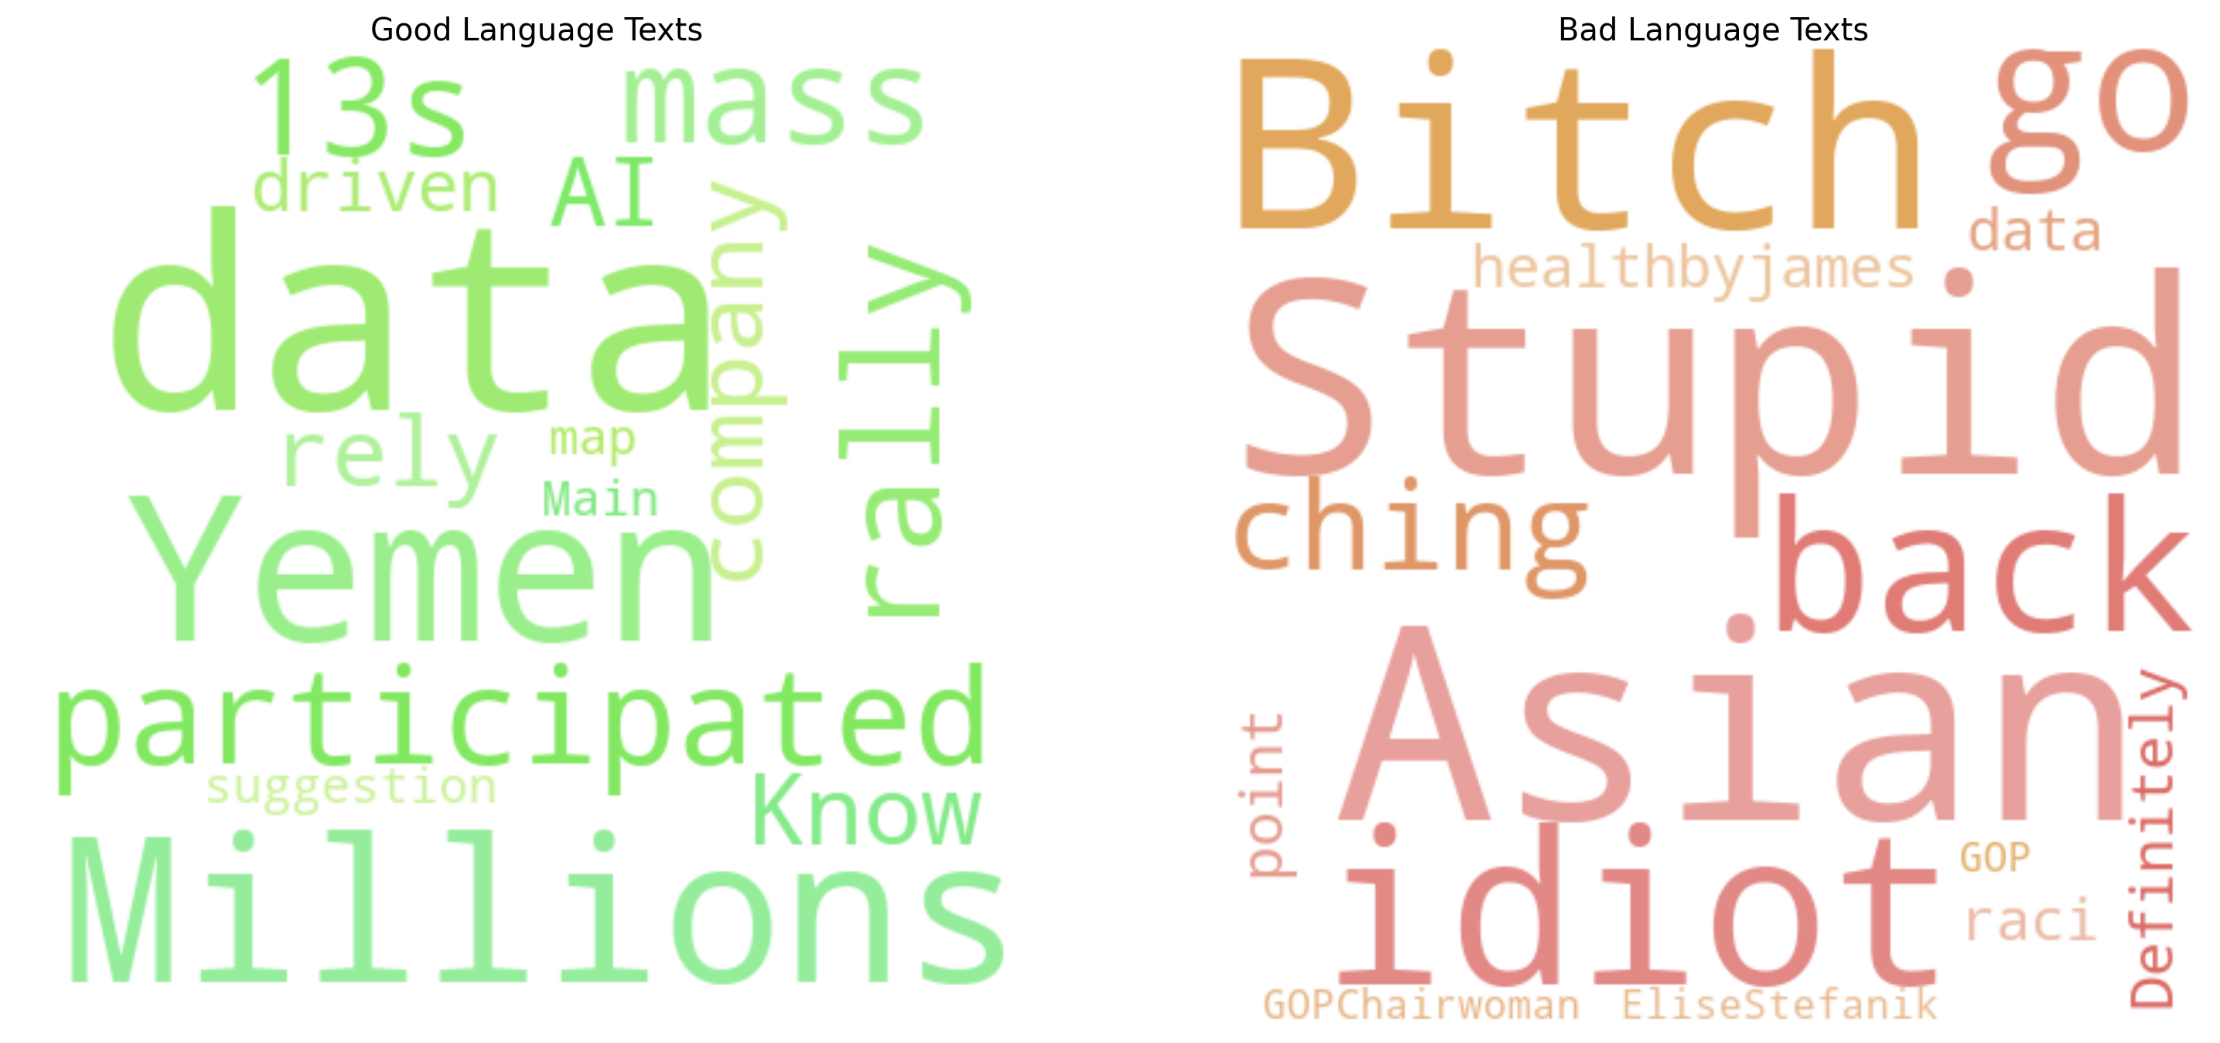 Good Language Texts
13s
mass
driven
AI
data
company
rally
rely
map
Main
Yemen
participated
suggestion
Know
Millions
Bad Language Texts
Bitch
go
data
healthbyjames
Stupid
ching
back
Asian
point
Definitely
idiot
GOP
raci
GOPChairwoman
EliseStefanik